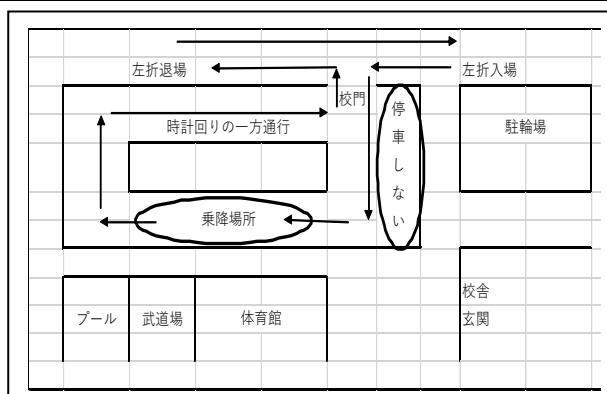 左折退場
左折入場
校門
時計回りの一方通行
停車しない
駐輪場
乗降場所
校舎
玄関
プール
武道場
体育館